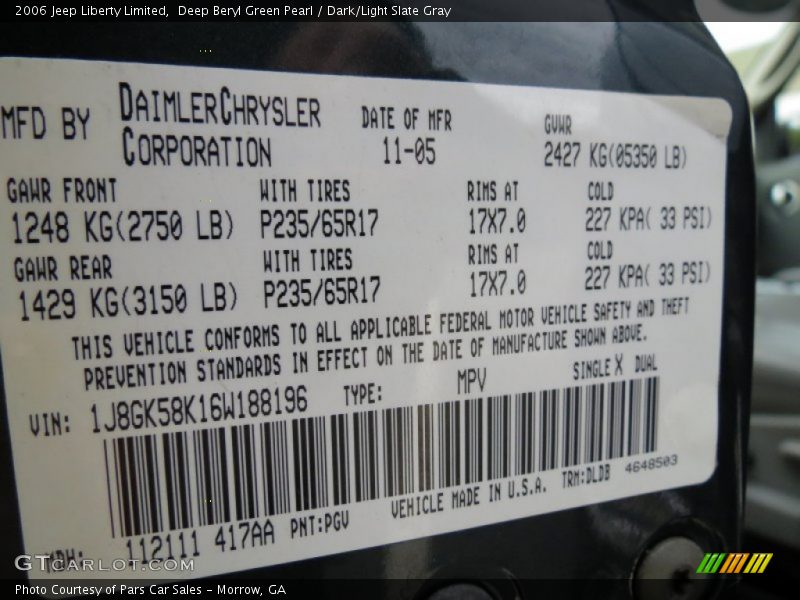 2006 Jeep Liberty Limited,  Deep Beryl Green Pearl / Dark/Light Slate Gray
MFD BY DAIMLERCHRYSLER CORPORATION
DATE OF MFR 11-05
GVWR 2427 KG(05350 LB)
GAWR FRONT WITH TIRES RIMS AT COLD
1248 KG(2750 LB) P235/65R17 17X7.0 227 KPA( 33 PSI)
GAWR REAR WITH TIRES RIMS AT COLD
1429 KG(3150 LB) P235/65R17 17X7.0 227 KPA( 33 PSI)
THIS VEHICLE CONFORMS TO ALL APPLICABLE FEDERAL MOTOR VEHICLE SAFETY AND THEFT
PREVENTION STANDARDS IN EFFECT ON THE DATE OF MANUFACTURE SHOWN ABOVE.
VIN: 1J8GK58K16W188196 TYPE: MPV SINGLE X DUAL
MDH: 112111 417AA PNT:PGV VEHICLE MADE IN U.S.A. TRM:DLDB 4648503
GTCarLot.com
Photo Courtesy of Pars Car Sales - Morrow, GA